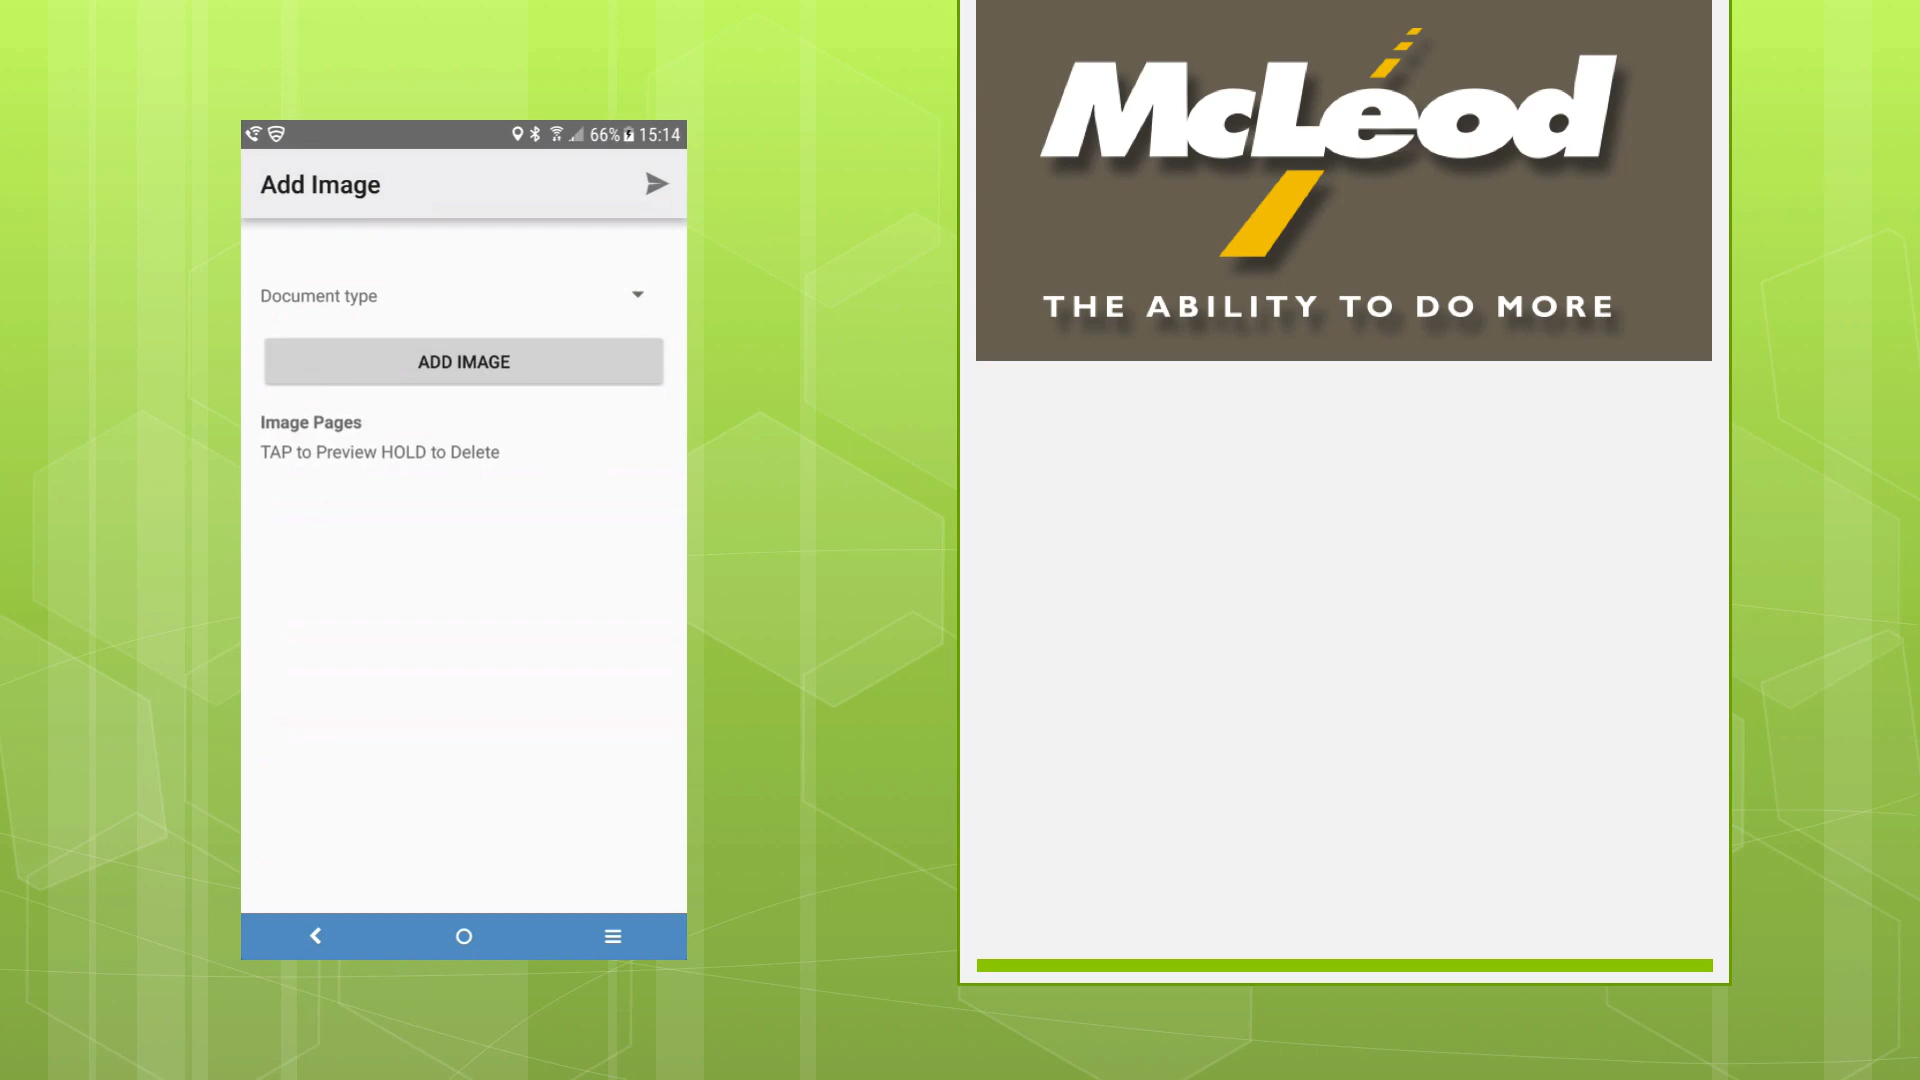 66% 15:14
Add Image
Document type
ADD IMAGE
Image Pages
TAP to Preview HOLD to Delete
McLeod
THE ABILITY TO DO MORE